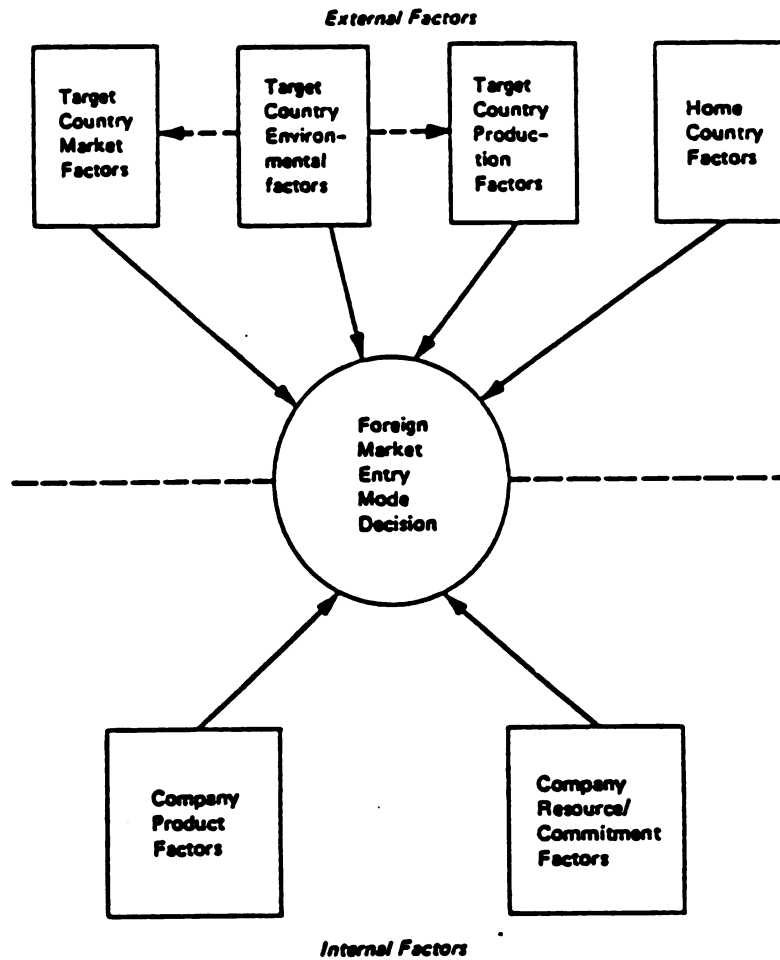 External Factors
Target
Country
Market
Factors
Target
Country
Environ-
mental
factors
Target
Country
Produc-
tion
Factors
Home
Country
Factors
Foreign
Market
Entry
Mode
Decision
Company
Product
Factors
Company
Resource/
Commitment
Factors
Internal Factors